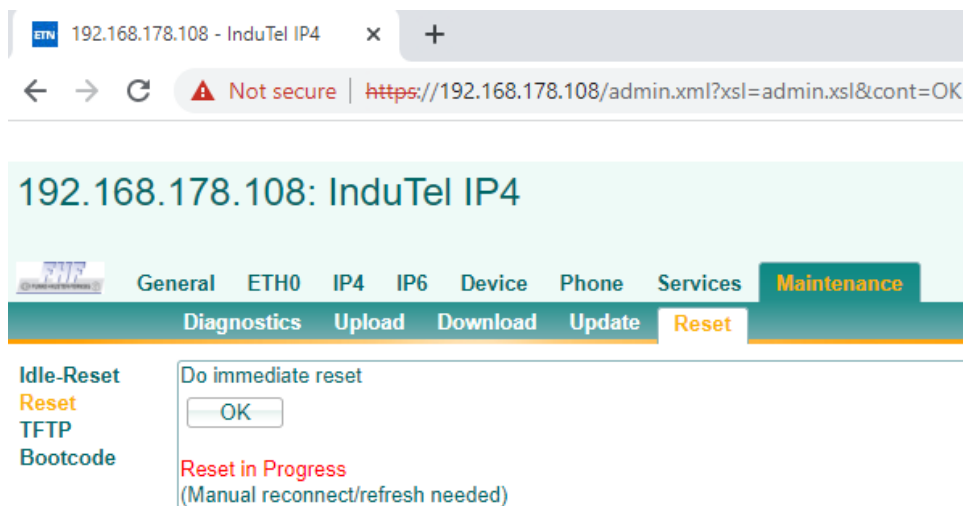 ETN 192.168.178.108 - InduTel IP4
Not secure | https://192.168.178.108/admin.xml?xsl=admin.xsl&cont=OK
192.168.178.108: InduTel IP4
FHF General ETH0 IP4 IP6 Device Phone Services Maintenance
Diagnostics Upload Download Update Reset
Idle-Reset
Reset
TFTP
Bootcode
Do immediate reset
OK
Reset in Progress
(Manual reconnect/refresh needed)